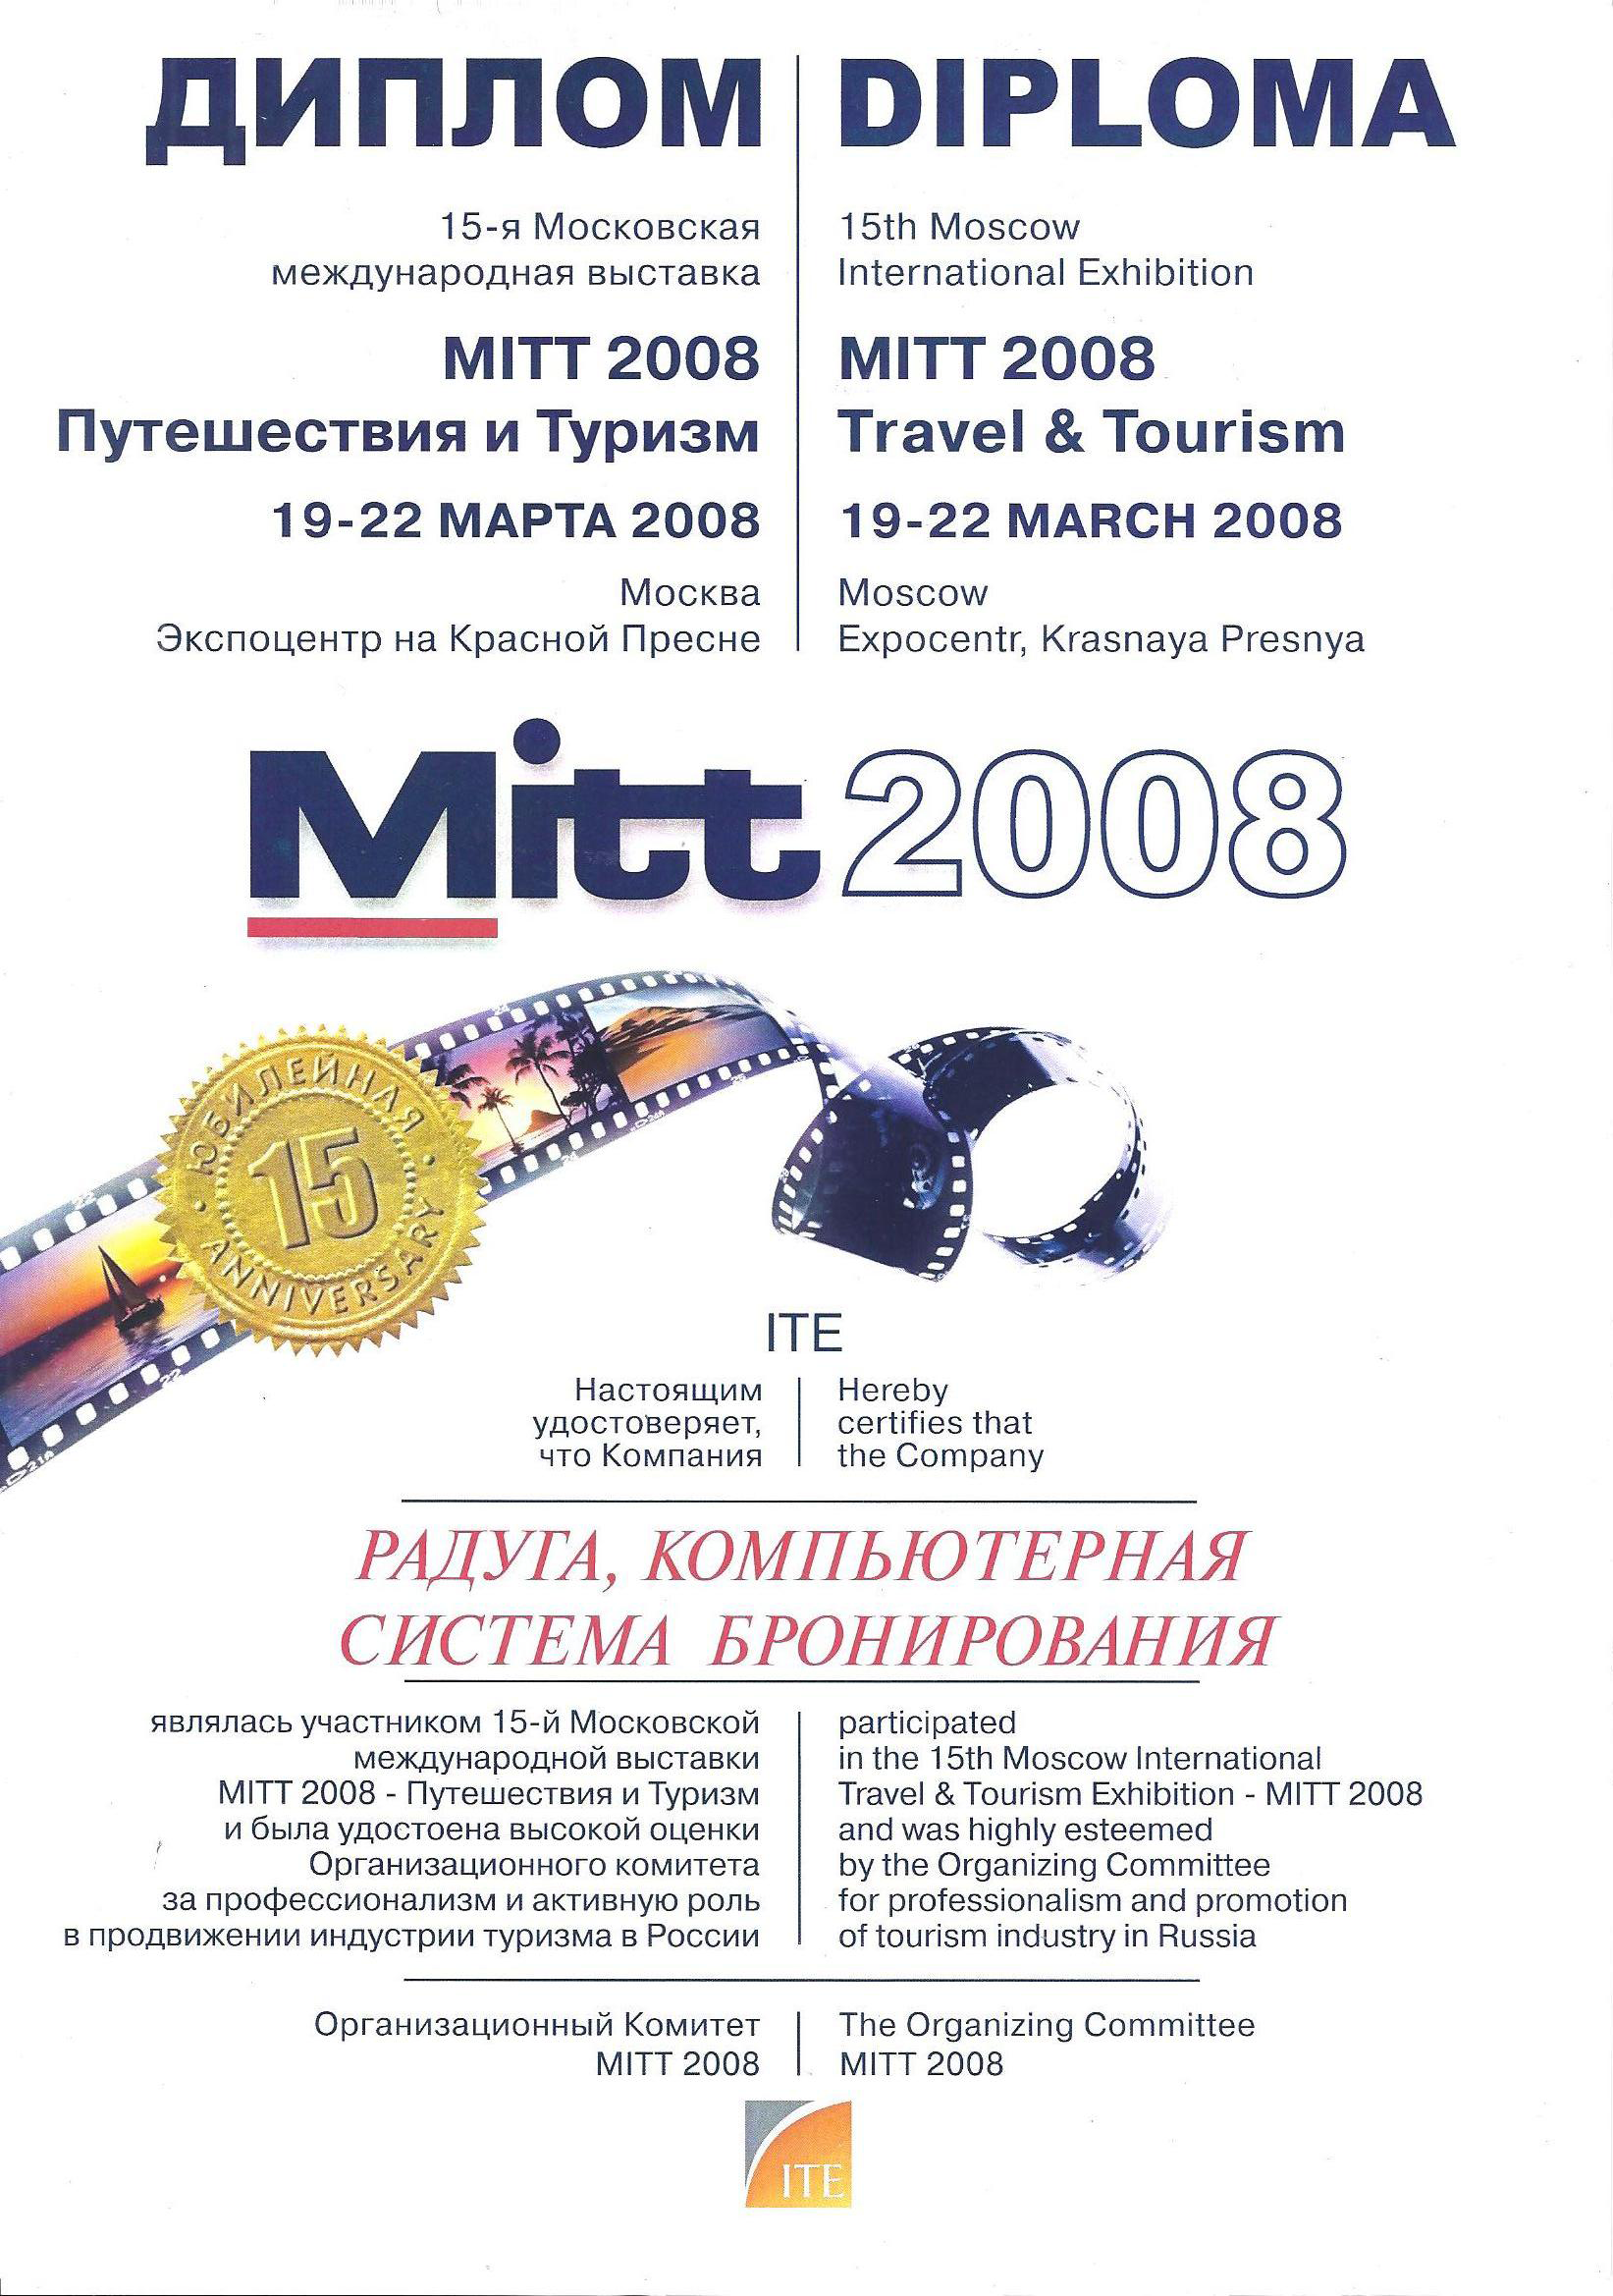 ДИПЛОМ
15-я Московская
международная выставка
MITT 2008
Путешествия и Туризм
19-22 МАРТА 2008
Москва
Экспоцентр на Красной Пресне
DIPLOMA
15th Moscow
International Exhibition
MITT 2008
Travel & Tourism
19-22 MARCH 2008
Moscow
Expocentr, Krasnaya Presnya
Mitt 2008
ЮБИЛЕЙНАЯ
15
ANNIVERSARY
ITE
Настоящим
удостоверяет,
что Компания
Hereby
certifies that
the Company
РАДУГА, КОМПЬЮТЕРНАЯ
СИСТЕМА БРОНИРОВАНИЯ
являлась участником 15-й Московской
международной выставки
MITT 2008 - Путешествия и Туризм
и была удостоена высокой оценки
Организационного комитета
за профессионализм и активную роль
в продвижении индустрии туризма в России
participated
in the 15th Moscow International
Travel & Tourism Exhibition - MITT 2008
and was highly esteemed
by the Organizing Committee
for professionalism and promotion
of tourism industry in Russia
Организационный Комитет
MITT 2008
The Organizing Committee
MITT 2008
ITE